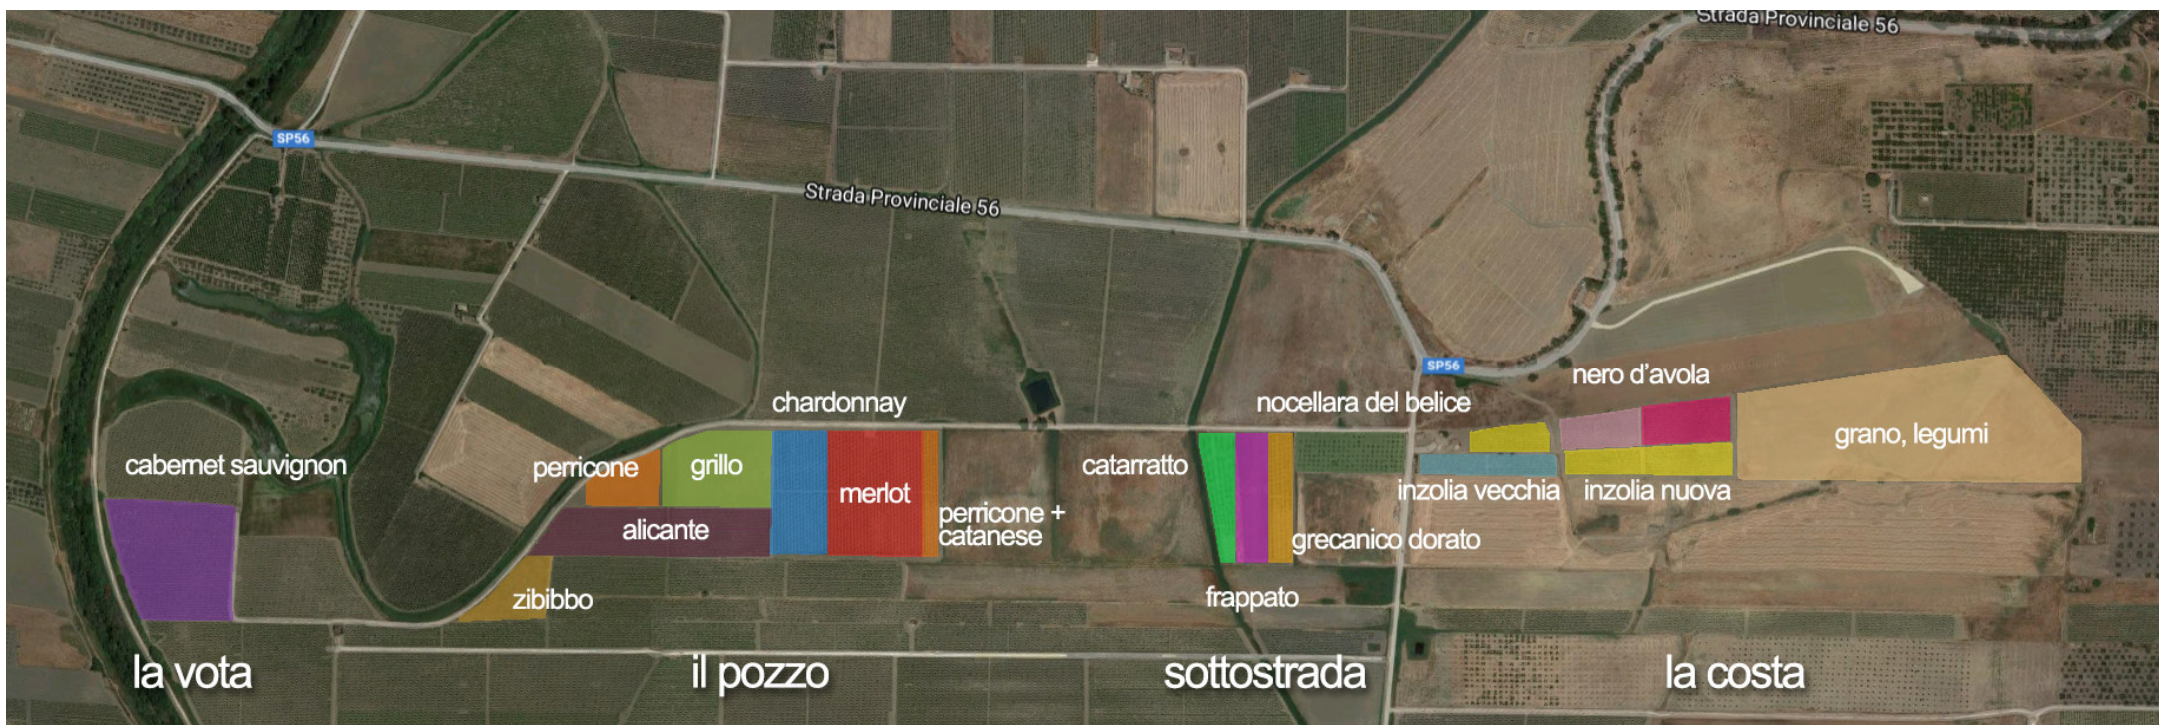 Strada Provinciale 56
SP56
Strada Provinciale 56
SP56
nero d'avola
chardonnay
nocellara del belice
grano, legumi
cabernet sauvignon
perricone
grillo
catarratto
merlot
inzolia vecchia
inzolia nuova
perricone +
catanese
alicante
grecanico dorato
zibibbo
frappato
la vota
il pozzo
sottostrada
la costa